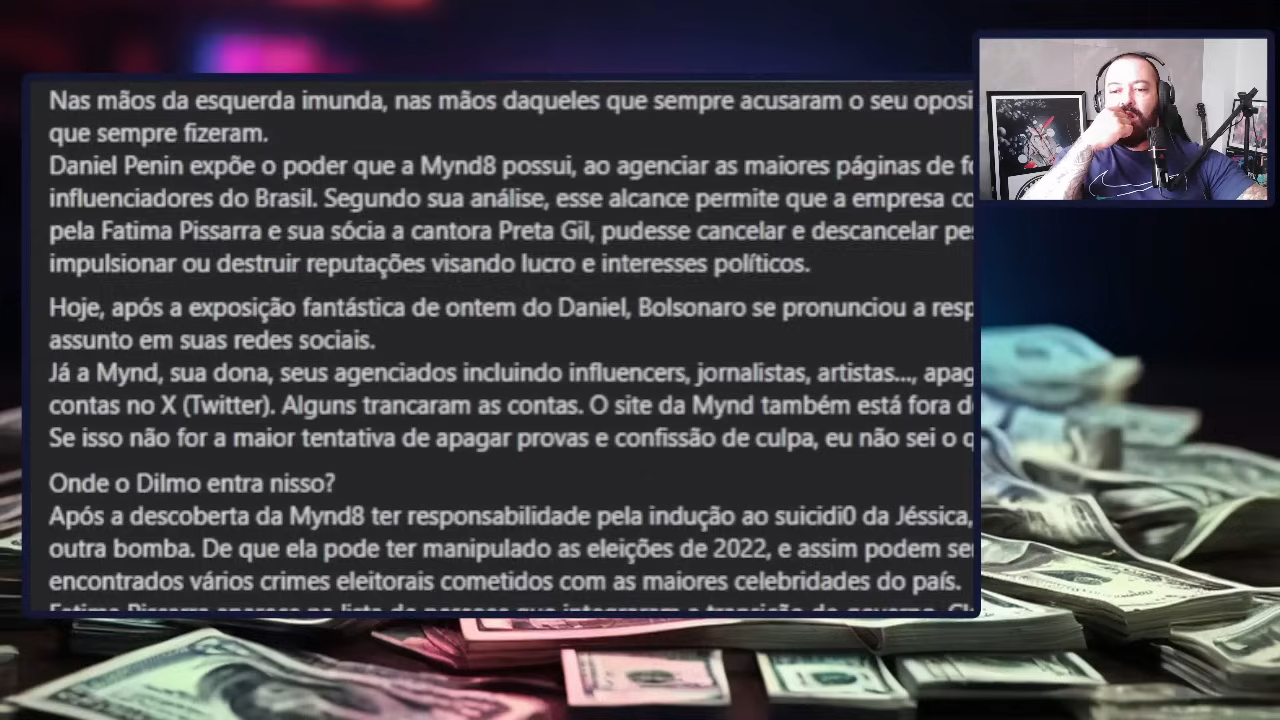 Nas mãos da esquerda imunda, nas mãos daqueles que sempre acusaram o seu
que sempre fizeram.
Daniel Penin expõe o poder que a Mynd8 possui, ao agenciar as maiores páginas de
influenciadores do Brasil. Segundo sua análise, esse alcance permite que a empresa
pela Fatima Pissarra e sua sócia a cantora Preta Gil, pudesse cancelar e descancelar
impulsionar ou destruir reputações visando lucro e interesses políticos.
Hoje, após a exposição fantástica de ontem do Daniel, Bolsonaro se pronunciou a
assunto em suas redes sociais.
Já a Mynd, sua dona, seus agenciados incluindo influencers, jornalistas, artistas...,
contas no X (Twitter). Alguns trancaram as contas. O site da Mynd também está fora
Se isso não for a maior tentativa de apagar provas e confissão de culpa, eu não sei o
Onde o Dilmo entra nisso?
Após a descoberta da Mynd8 ter responsabilidade pela indução ao suicidi0 da Jéssica,
outra bomba. De que ela pode ter manipulado as eleições de 2022, e assim podem
encontrados vários crimes eleitorais cometidos com as maiores celebridades do país.